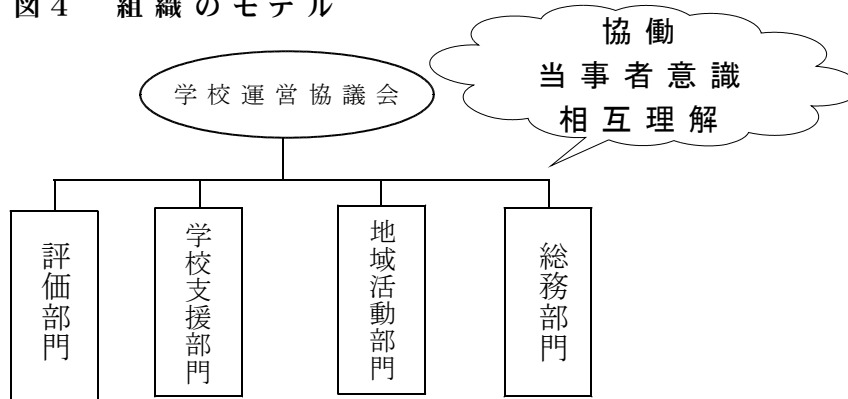 図4 組織のモデル
協働
当事者意識
相互理解
学校運営協議会
評価部門
学校支援部門
地域活動部門
総務部門